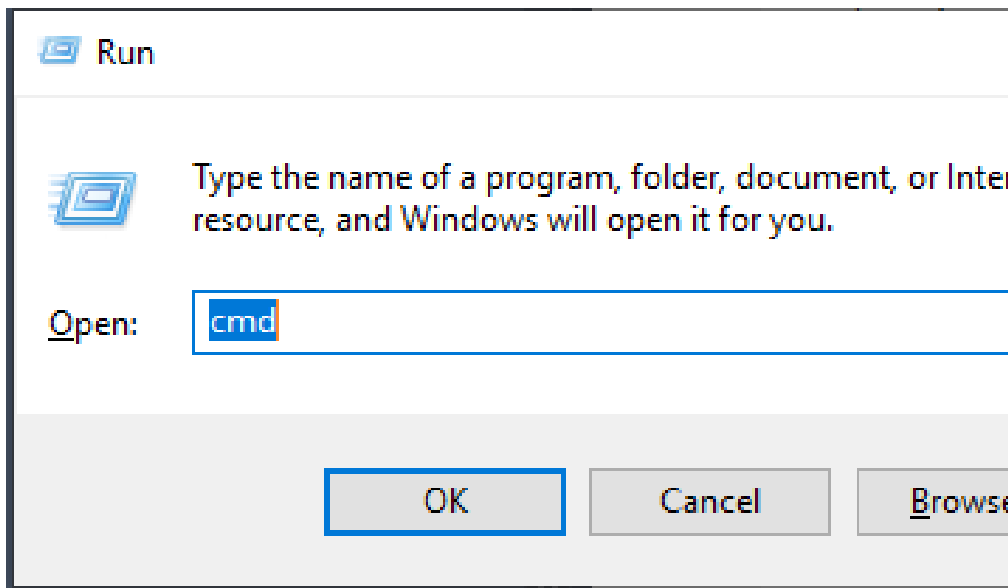 Run
Type the name of a program, folder, document, or Inter
resource, and Windows will open it for you.
Open:
cmd
OK
Cancel
Browse